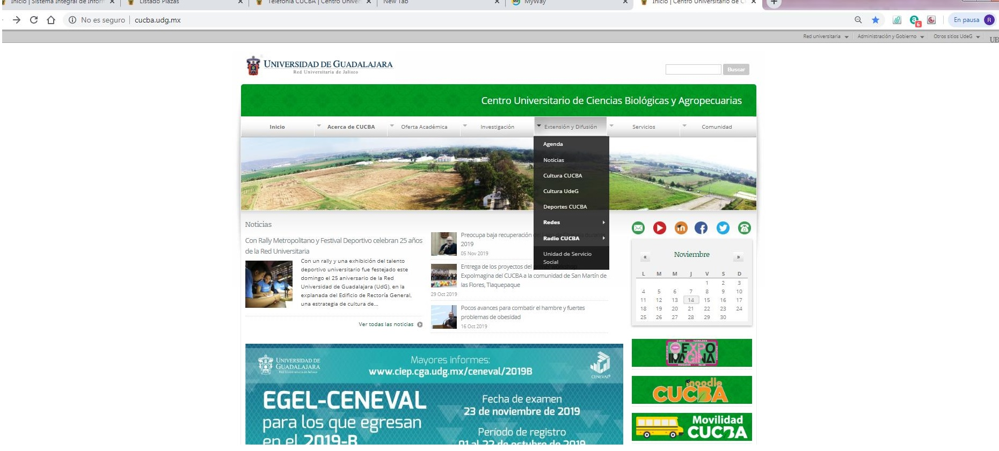 Inicio | Sistema Integral de Inform
Listado Plazas
Telefonía CUCBA | Centro Univers
New Tab
MyWay
Inicio | Centro Universitario de Ci
No es seguro | cucba.udg.mx
6
En pausa
R
Red universitaria
Administración y Gobierno
Otros sitios UdeG
UNIVERSIDAD DE GUADALAJARA
Red Universitaria de Jalisco
Buscar
Centro Universitario de Ciencias Biológicas y Agropecuarias
Inicio
Acerca de CUCBA
Oferta Académica
Investigación
Extensión y Difusión
Servicios
Comunidad
Agenda
Noticias
Cultura CUCBA
Cultura UdeG
Deportes CUCBA
Redes
Radio CUCBA
Unidad de Servicio
Social
Noticias
Con Rally Metropolitano y Festival Deportivo celebran 25 años
de la Red Universitaria
Con un rally y una exhibición del talento
deportivo universitario fue festejado este
domingo el 25 aniversario de la Red
Universidad de Guadalajara (UdG), en la
explanada del Edificio de Rectoría General,
una estrategia de cultura de...
Ver todas las noticias
Preocupa baja recuperación
2019
05 Nov 2019
Entrega de los proyectos del
ExpoImagina del CUCBA a la comunidad de San Martín de
las Flores, Tlaquepaque
29 Oct 2019
Pocos avances para combatir el hambre y fuertes
problemas de obesidad
16 Oct 2019
« Noviembre »
L M M J V S D
1 2 3
4 5 6 7 8 9 10
11 12 13 14 15 16 17
18 19 20 21 22 23 24
25 26 27 28 29 30
CIENCIA TECNOLOGIA
EXPO
IMAGINA
EDUCACION SALUD
moodle
CUCBA
Movilidad
CUCBA
UNIVERSIDAD DE
GUADALAJARA
Red Universitaria de Jalisco
Mayores informes:
www.ciep.cga.udg.mx/ceneval/2019B
CENEVAL®
EGEL-CENEVAL
para los que egresan
en el 2019-B
Fecha de examen
23 de noviembre de 2019
Período de registro
01 al 22 de octubre de 2019